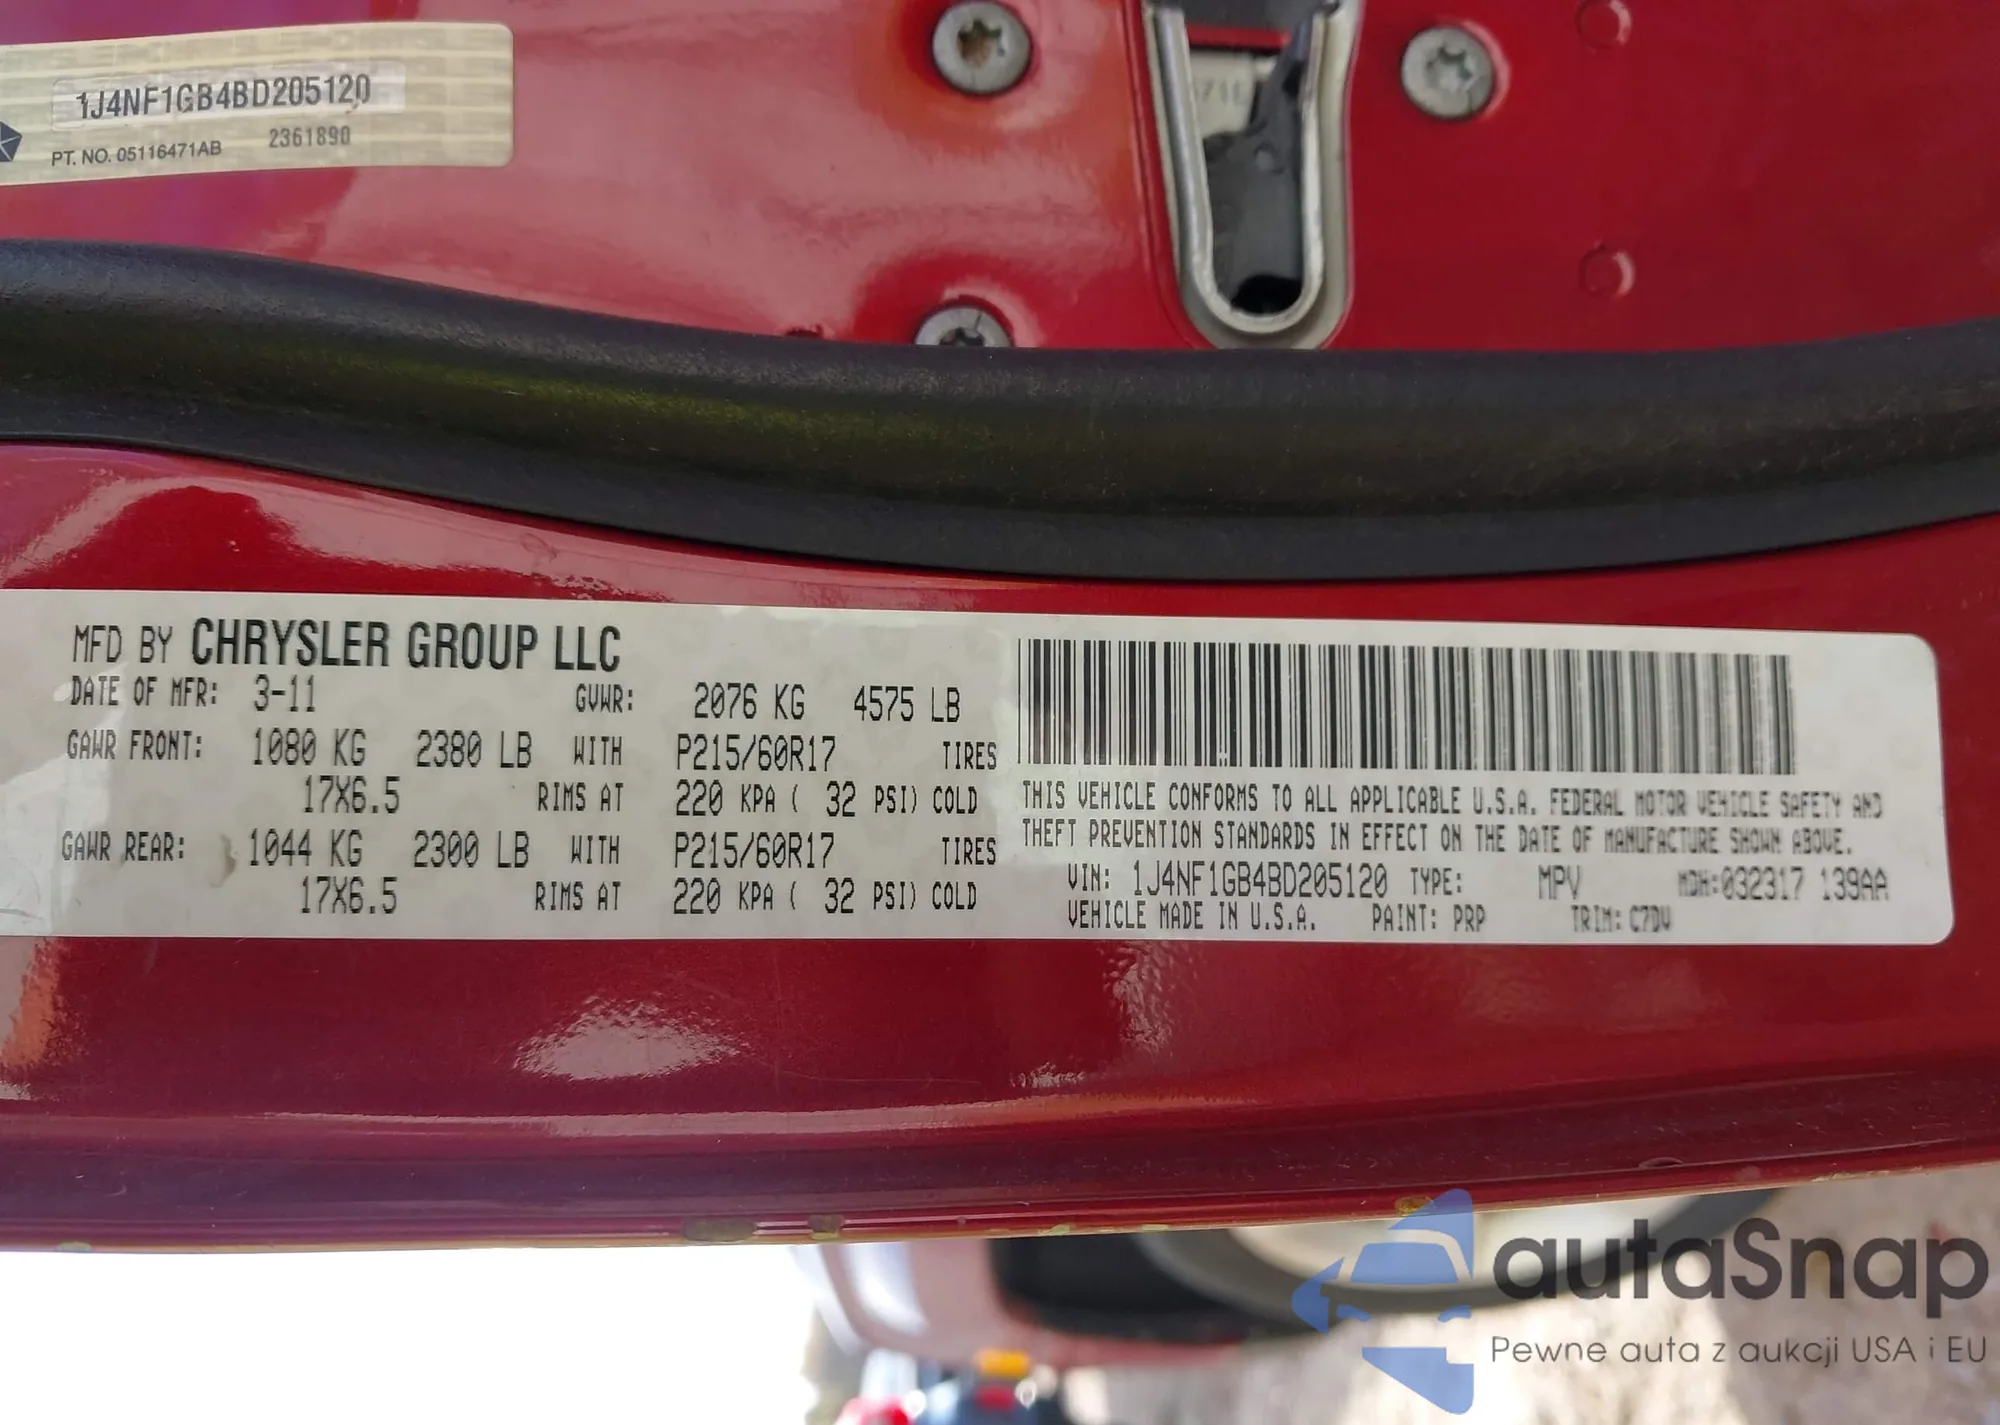 1J4NF1GB4BD205120
PT. NO. 05116471AB 2361890
MFD BY CHRYSLER GROUP LLC
DATE OF MFR: 3-11 GVWR: 2076 KG 4575 LB
GAWR FRONT: 1080 KG 2380 LB WITH P215/60R17 TIRES
17X6.5 RIMS AT 220 KPA ( 32 PSI) COLD
GAWR REAR: 1044 KG 2300 LB WITH P215/60R17 TIRES
17X6.5 RIMS AT 220 KPA ( 32 PSI) COLD
THIS VEHICLE CONFORMS TO ALL APPLICABLE U.S.A. FEDERAL MOTOR VEHICLE SAFETY AND
THEFT PREVENTION STANDARDS IN EFFECT ON THE DATE OF MANUFACTURE SHOWN ABOVE.
VIN: 1J4NF1GB4BD205120 TYPE: MPV MDH:032317 139AA
VEHICLE MADE IN U.S.A. PAINT: PRP TRIM: C7DV
autaSnap
Pewne auta z aukcji USA i EU